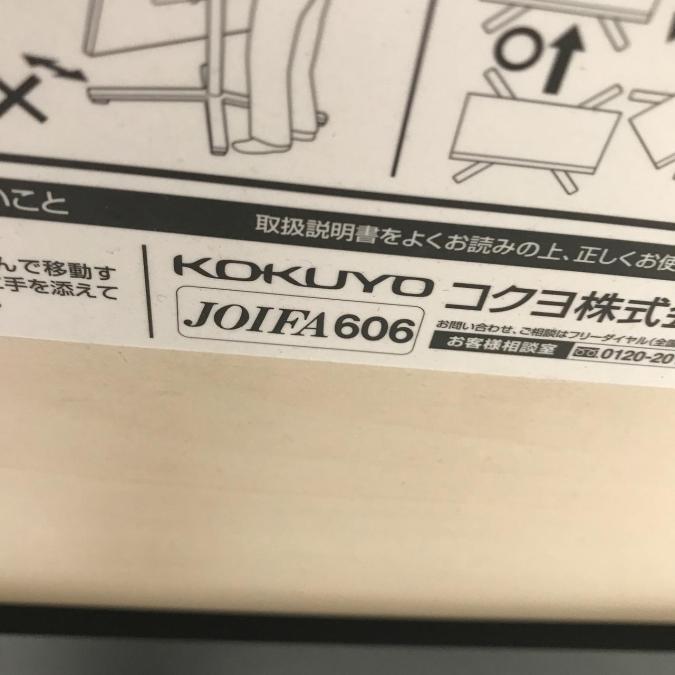 いこと
取扱説明書をよくお読みの上、正しくお使
んで移動す
手を添えて
KOKUYO コクヨ株式
JOIFA606
お問い合わせ、ご相談はフリーダイヤル(全国
お客様相談室 0120-20